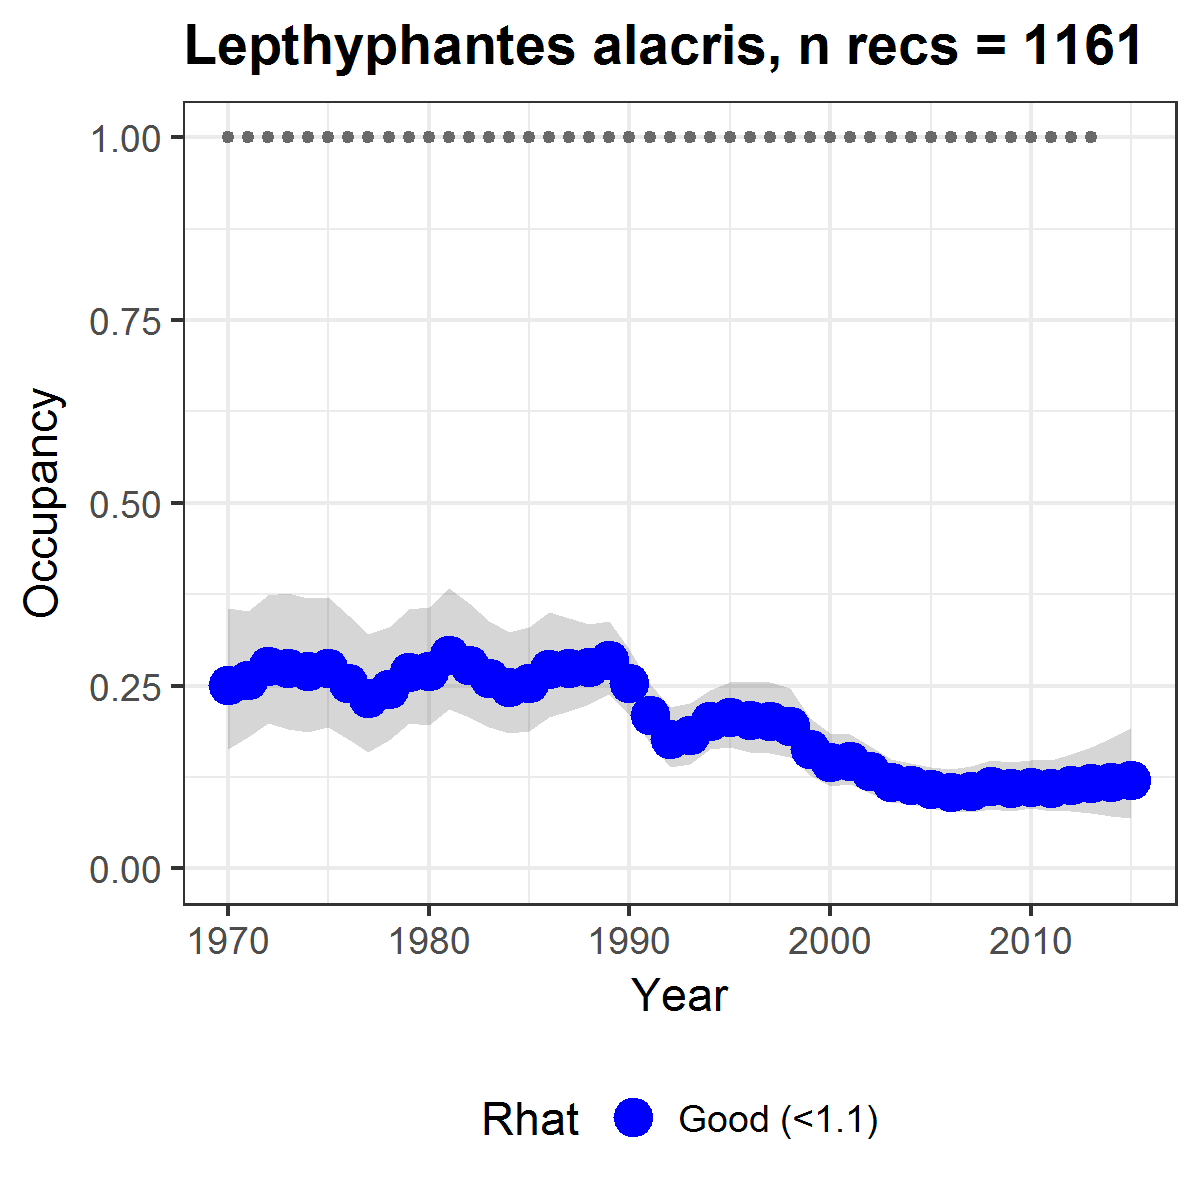 Lepthyphantes alacris, n recs = 1161
1.00
0.75
0.50
0.25
0.00
Occupancy
1970 1980 1990 2000 2010
Year
Rhat Good (<1.1)